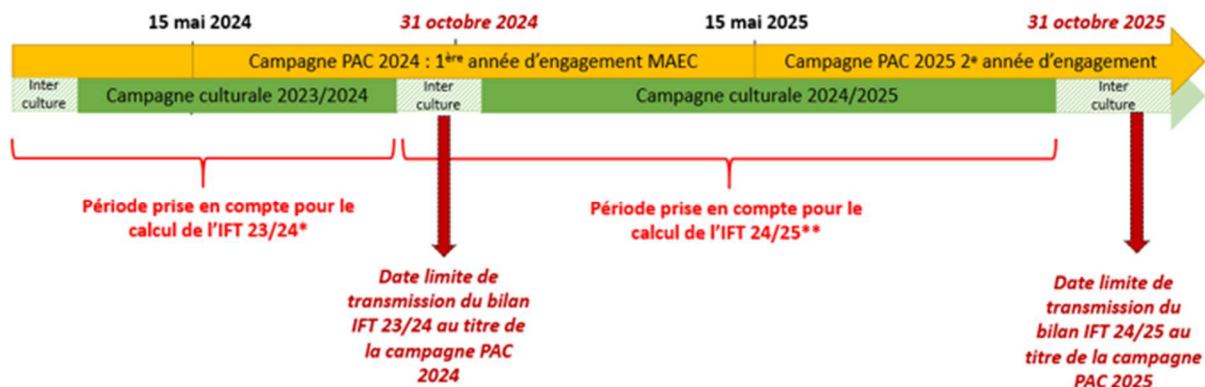 15 mai 2024
31 octobre 2024
15 mai 2025
31 octobre 2025
Campagne PAC 2024 : 1ère année d’engagement MAEC
Campagne PAC 2025 2e année d’engagement
Inter
culture
Campagne culturale 2023/2024
Inter
culture
Campagne culturale 2024/2025
Inter
culture
Période prise en compte pour le
calcul de l’IFT 23/24*
Période prise en compte pour le
calcul de l’IFT 24/25**
Date limite de
transmission du bilan
IFT 23/24 au titre de
la campagne PAC
2024
Date limite de
transmission du
bilan IFT 24/25 au
titre de la campagne
PAC 2025